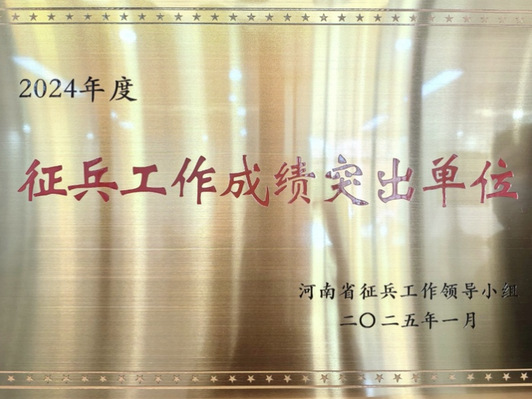 2024年度
征兵工作成绩突出单位
河南省征兵工作领导小组
二〇二五年一月